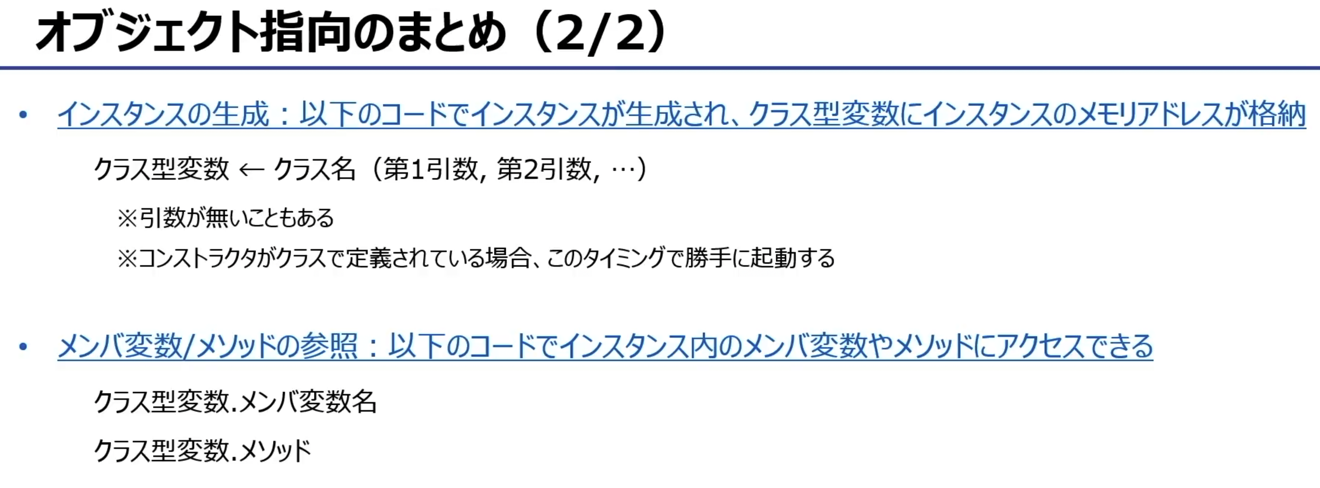 オブジェクト指向のまとめ（2/2）
• インスタンスの生成：以下のコードでインスタンスが生成され、クラス型変数にインスタンスのメモリアドレスが格納
クラス型変数 ← クラス名（第1引数, 第2引数, …）
※引数が無いこともある
※コンストラクタがクラスで定義されている場合、このタイミングで勝手に起動する
• メンバ変数/メソッドの参照：以下のコードでインスタンス内のメンバ変数やメソッドにアクセスできる
クラス型変数.メンバ変数名
クラス型変数.メソッド